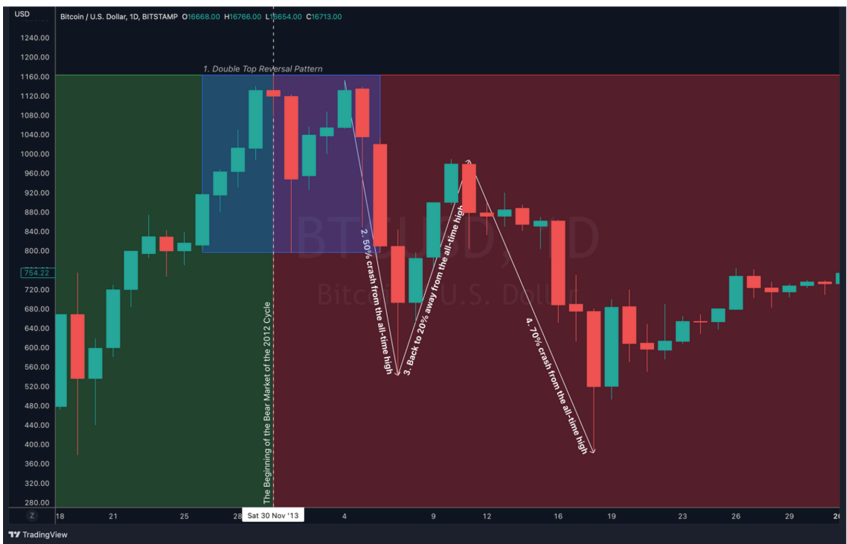 USD
Bitcoin / U.S. Dollar, 1D, BITSTAMP O16668.00 H16766.00 L16654.00 C16713.00
1240.00
1200.00
1160.00
1120.00
1080.00
1040.00
1000.00
960.00
920.00
880.00
840.00
800.00
754.22
720.00
680.00
640.00
600.00
560.00
520.00
480.00
440.00
400.00
360.00
320.00
280.00
1. Double Top Reversal Pattern
BTCUSD, 1D
Bitcoin / U.S. Dollar
The Beginning of the Bear Market of the 2012 Cycle
2. 50% crash from the all-time high
3. Back to 20% away from the all-time high
4. 70% crash from the all-time high
Z 18 21 25 28 Sat 30 Nov '13 4 9 12 16 19 23 26 29
TradingView